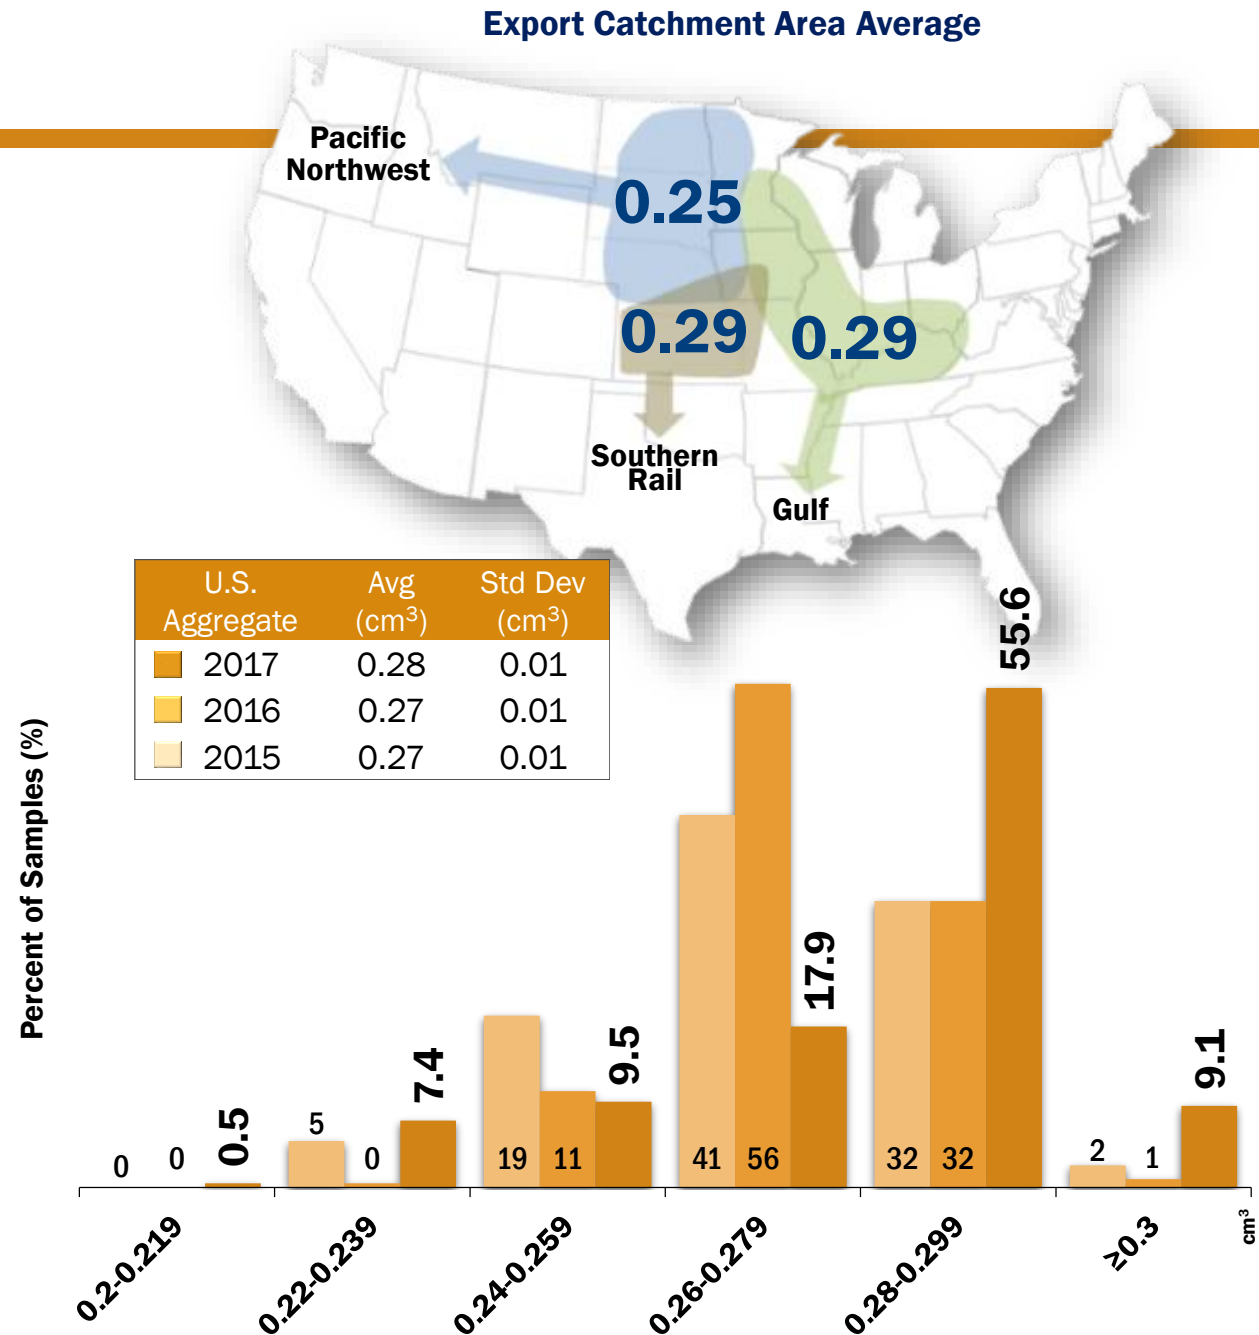 Export Catchment Area Average
Pacific
Northwest
0.25
0.29
0.29
Southern
Rail
Gulf
U.S. Aggregate Avg (cm³) Std Dev (cm³)
2017 0.28 0.01
2016 0.27 0.01
2015 0.27 0.01
Percent of Samples (%)
0 0 0.5
5 0 7.4
19 11 9.5
41 56 17.9
32 32 55.6
2 1 9.1
0.2-0.219
0.22-0.239
0.24-0.259
0.26-0.279
0.28-0.299
≥0.3
cm³